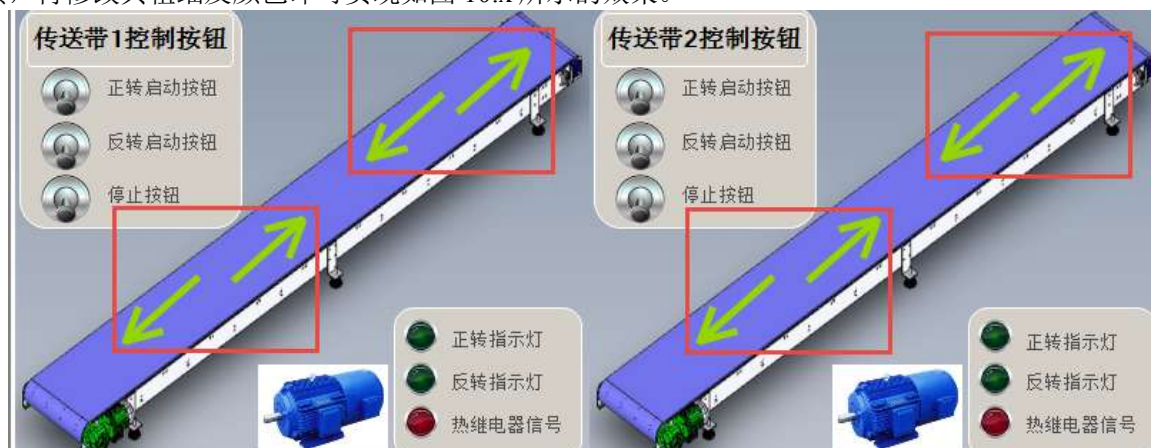 传送带1控制按钮
正转启动按钮
反转启动按钮
停止按钮
正转指示灯
反转指示灯
热继电器信号
传送带2控制按钮
正转启动按钮
反转启动按钮
停止按钮
正转指示灯
反转指示灯
热继电器信号